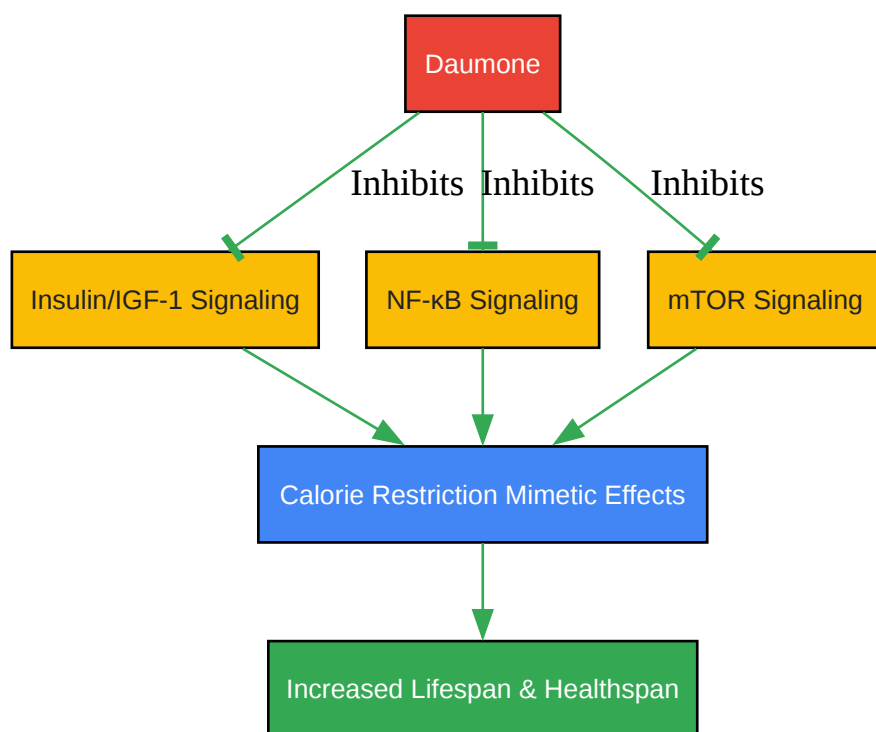 Daumone
Inhibits Inhibits Inhibits
Insulin/IGF-1 Signaling
NF-κB Signaling
mTOR Signaling
Calorie Restriction Mimetic Effects
Increased Lifespan & Healthspan